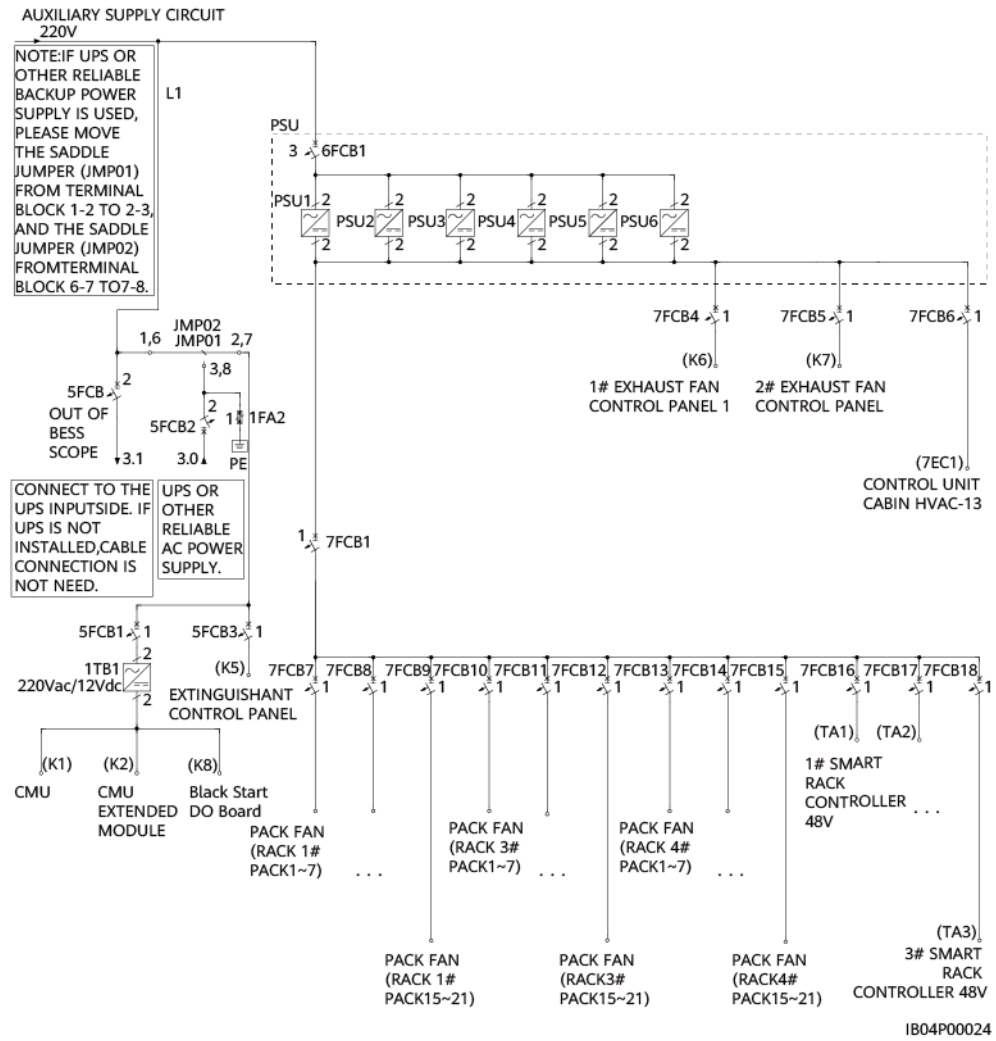 AUXILIARY SUPPLY CIRCUIT
220V
NOTE:IF UPS OR
OTHER RELIABLE
BACKUP POWER
SUPPLY IS USED,
PLEASE MOVE
THE SADDLE
JUMPER (JMP01)
FROM TERMINAL
BLOCK 1-2 TO 2-3,
AND THE SADDLE
JUMPER (JMP02)
FROMTERMINAL
BLOCK 6-7 TO7-8.
L1
PSU
3 6FCB1
PSU1 2 2
PSU2 2 2
PSU3 2 2
PSU4 2 2
PSU5 2 2
PSU6 2 2
7FCB4 1
(K6)
1# EXHAUST FAN
CONTROL PANEL 1
7FCB5 1
(K7)
2# EXHAUST FAN
CONTROL PANEL
7FCB6 1
(7EC1)
CONTROL UNIT
CABIN HVAC-13
JMP02
JMP01
1,6
2,7
3,8
5FCB 2
OUT OF
BESS
SCOPE
3.1
2
5FCB2
3.0
1 1FA2
PE
CONNECT TO THE
UPS INPUTSIDE. IF
UPS IS NOT
INSTALLED,CABLE
CONNECTION IS
NOT NEED.
UPS OR
OTHER
RELIABLE
AC POWER
SUPPLY.
1 7FCB1
5FCB1 1
2
1TB1
220Vac/12Vdc
2
5FCB3 1
(K5)
EXTINGUISHANT
CONTROL PANEL
(K1)
CMU
(K2)
CMU
EXTENDED
MODULE
(K8)
Black Start
DO Board
7FCB7 1
7FCB8 1
7FCB9 1
7FCB10 1
7FCB11 1
7FCB12 1
7FCB13 1
7FCB14 1
7FCB15 1
7FCB16 1
7FCB17 1
7FCB18 1
(TA1)
1# SMART
RACK
CONTROLLER
48V
(TA2)
. . .
PACK FAN
(RACK 1#
PACK1~7)
. . .
PACK FAN
(RACK 3#
PACK1~7)
. . .
PACK FAN
(RACK 4#
PACK1~7)
. . .
PACK FAN
(RACK 1#
PACK15~21)
PACK FAN
(RACK3#
PACK15~21)
PACK FAN
(RACK4#
PACK15~21)
(TA3)
3# SMART
RACK
CONTROLLER 48V
IB04P00024